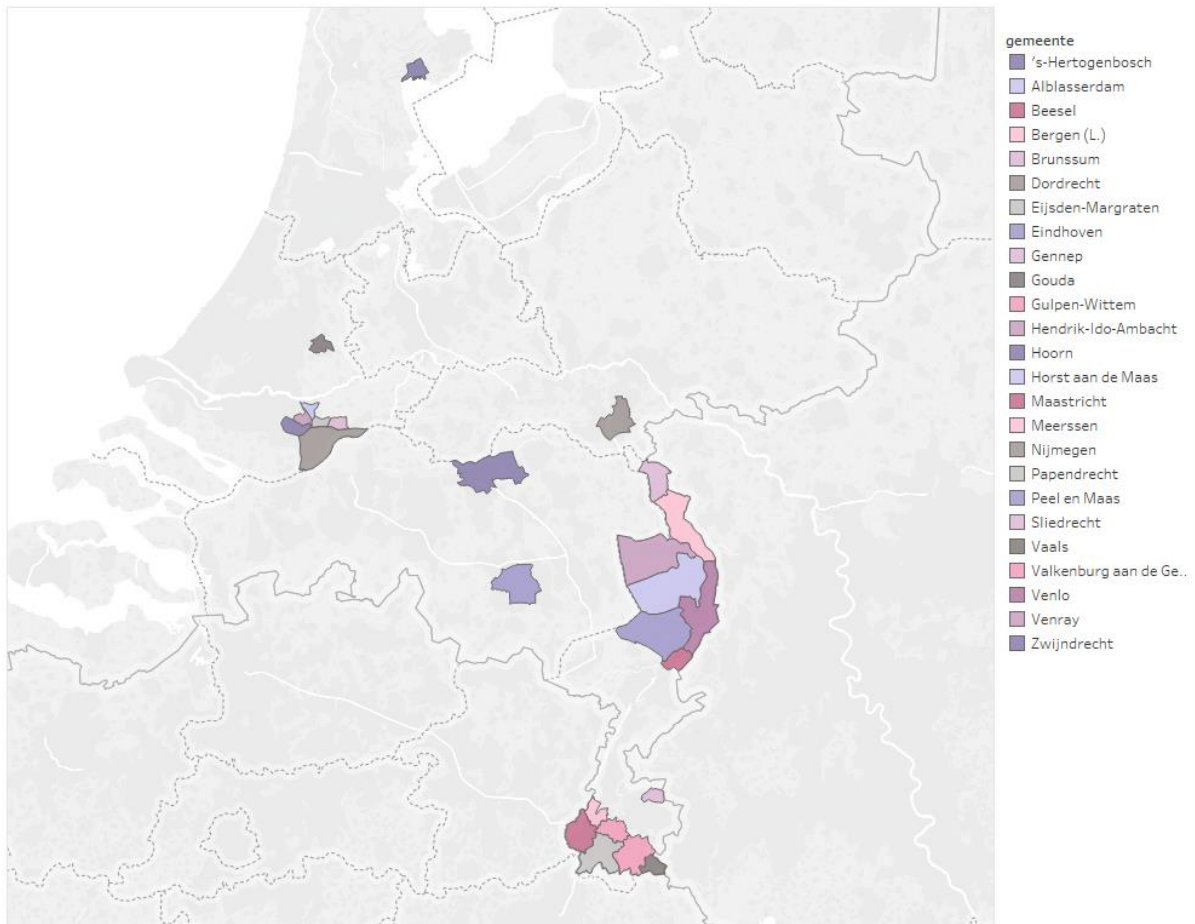 gemeente
's-Hertogenbosch
Alblasserdam
Beesel
Bergen (L.)
Brunssum
Dordrecht
Eijsden-Margraten
Eindhoven
Gennep
Gouda
Gulpen-Wittem
Hendrik-Ido-Ambacht
Hoorn
Horst aan de Maas
Maastricht
Meerssen
Nijmegen
Papendrecht
Peel en Maas
Sliedrecht
Vaals
Valkenburg aan de Ge..
Venlo
Venray
Zwijndrecht